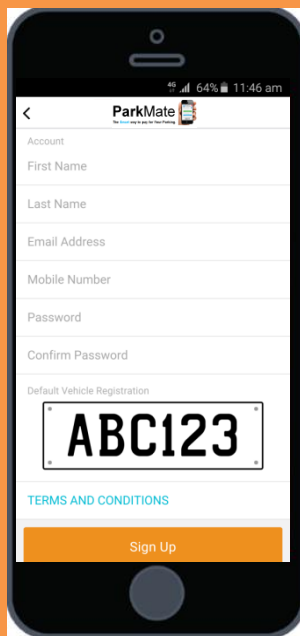 4G 64% 11:46 am
ParkMate
The Smart way to pay for Your Parking
Account
First Name
Last Name
Email Address
Mobile Number
Password
Confirm Password
Default Vehicle Registration
ABC123
TERMS AND CONDITIONS
Sign Up